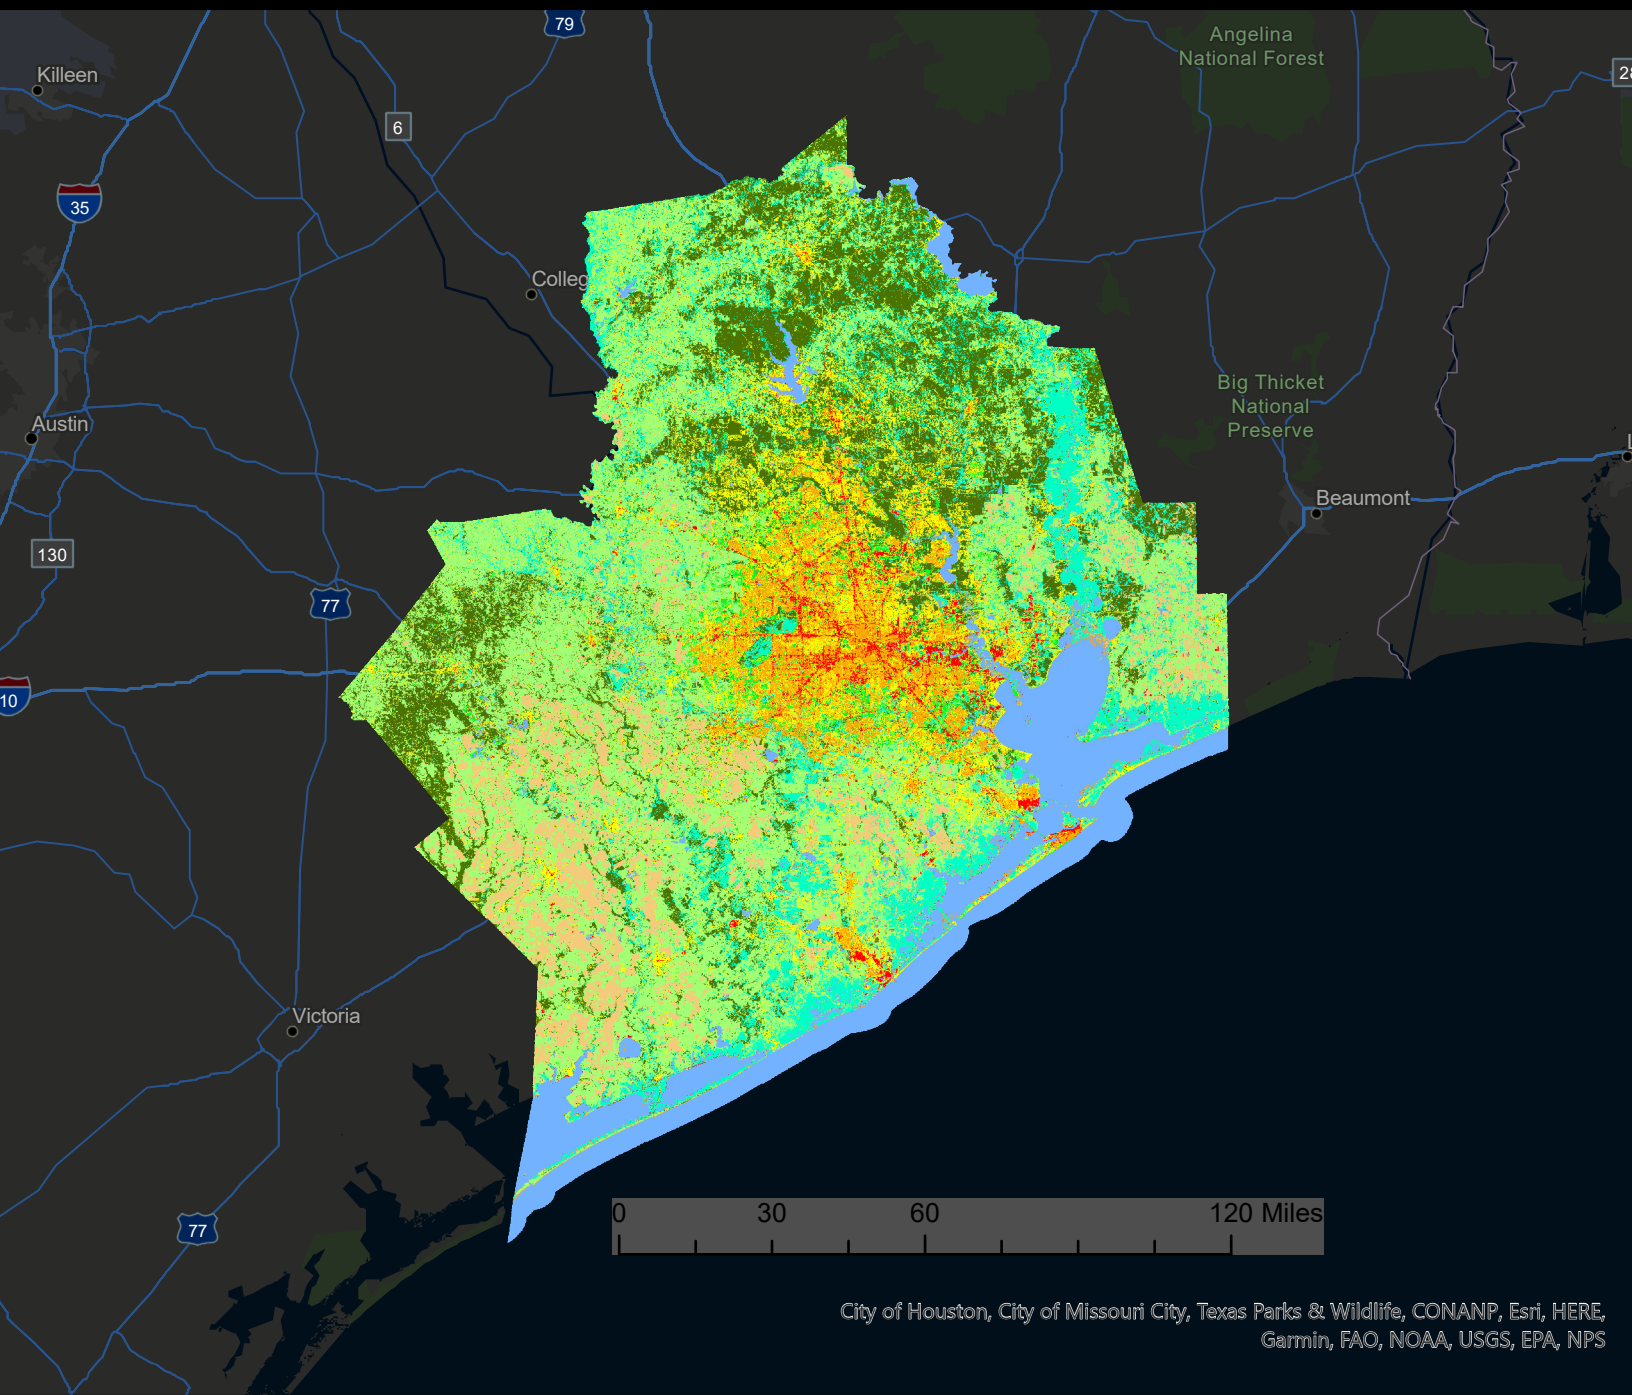 79
Angelina
National Forest
Killeen
28
6
35
Colleg
Big Thicket
National
Preserve
Austin
L
Beaumont
130
77
10
Victoria
0 30 60 120 Miles
77
City of Houston, City of Missouri City, Texas Parks & Wildlife, CONANP, Esri, HERE,
Garmin, FAO, NOAA, USGS, EPA, NPS